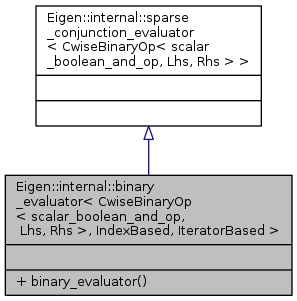 Eigen::internal::sparse
_conjunction_evaluator
< CwiseBinaryOp< scalar
_boolean_and_op, Lhs, Rhs > >
Eigen::internal::binary
_evaluator< CwiseBinaryOp
< scalar_boolean_and_op,
Lhs, Rhs >, IndexBased, IteratorBased >
+ binary_evaluator()